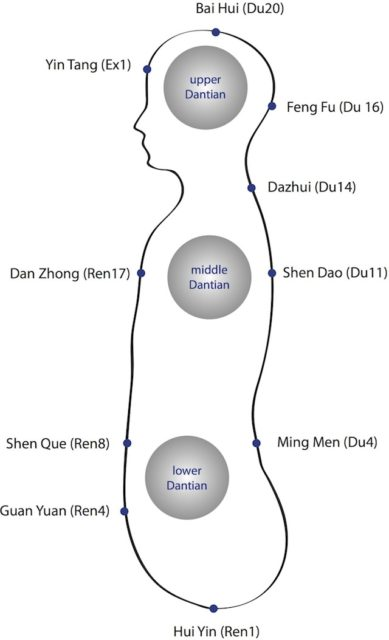 Bai Hui (Du20)
Yin Tang (Ex1)
upper
Dantian
Feng Fu (Du 16)
Dazhui (Du14)
Dan Zhong (Ren17)
middle
Dantian
Shen Dao (Du11)
Shen Que (Ren8)
Ming Men (Du4)
lower
Dantian
Guan Yuan (Ren4)
Hui Yin (Ren1)